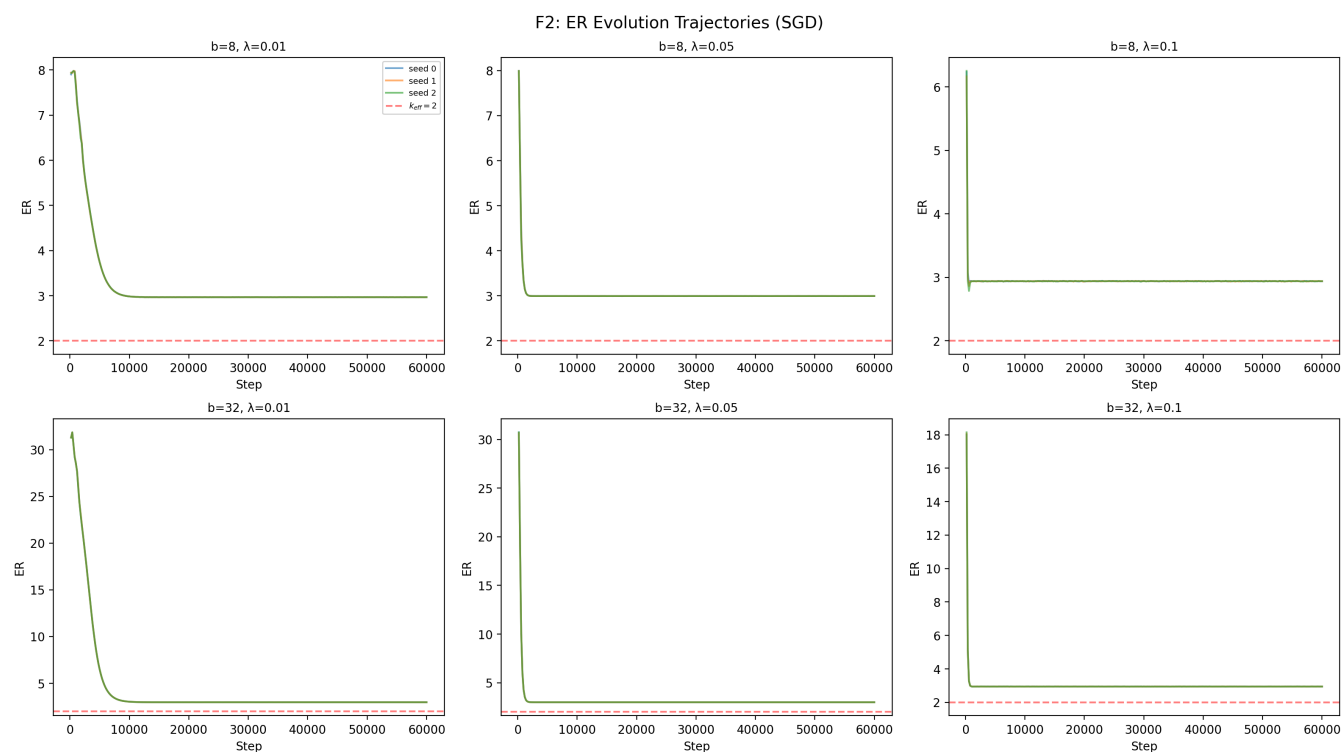 F2: ER Evolution Trajectories (SGD)
b=8, λ=0.01
8
7
6
5
4
3
2
ER
seed 0
seed 1
seed 2
k_eff = 2
0 10000 20000 30000 40000 50000 60000
Step
b=8, λ=0.05
8
7
6
5
4
3
2
ER
0 10000 20000 30000 40000 50000 60000
Step
b=8, λ=0.1
6
5
4
3
2
ER
0 10000 20000 30000 40000 50000 60000
Step
b=32, λ=0.01
30
25
20
15
10
5
ER
0 10000 20000 30000 40000 50000 60000
Step
b=32, λ=0.05
30
25
20
15
10
5
ER
0 10000 20000 30000 40000 50000 60000
Step
b=32, λ=0.1
18
16
14
12
10
8
6
4
2
ER
0 10000 20000 30000 40000 50000 60000
Step